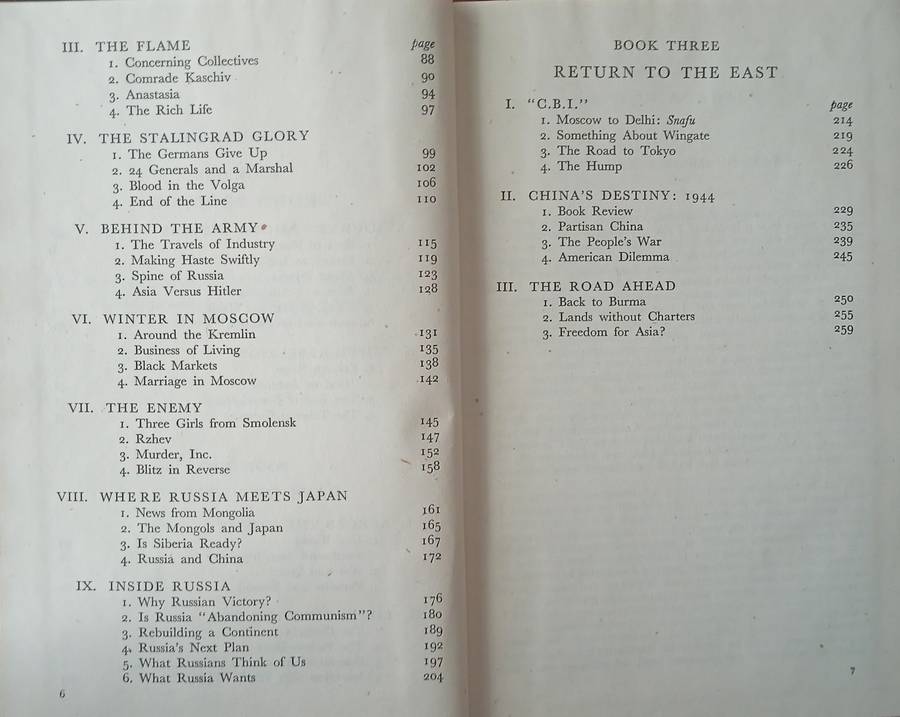 page
III. THE FLAME
1. Concerning Collectives 88
2. Comrade Kaschiv 90
3. Anastasia 94
4. The Rich Life 97
IV. THE STALINGRAD GLORY
1. The Germans Give Up 99
2. 24 Generals and a Marshal 102
3. Blood in the Volga 106
4. End of the Line 110
V. BEHIND THE ARMY
1. The Travels of Industry 115
2. Making Haste Swiftly 119
3. Spine of Russia 123
4. Asia Versus Hitler 128
VI. WINTER IN MOSCOW
1. Around the Kremlin 131
2. Business of Living 135
3. Black Markets 138
4. Marriage in Moscow 142
VII. THE ENEMY
1. Three Girls from Smolensk 145
2. Rzhev 147
3. Murder, Inc. 152
4. Blitz in Reverse 158
VIII. WHERE RUSSIA MEETS JAPAN
1. News from Mongolia 161
2. The Mongols and Japan 165
3. Is Siberia Ready? 167
4. Russia and China 172
IX. INSIDE RUSSIA
1. Why Russian Victory? 176
2. Is Russia "Abandoning Communism"? 180
3. Rebuilding a Continent 189
4. Russia's Next Plan 192
5. What Russians Think of Us 197
6. What Russia Wants 204
6
BOOK THREE
RETURN TO THE EAST
I. "C.B.I." page
1. Moscow to Delhi: Snafu 214
2. Something About Wingate 219
3. The Road to Tokyo 224
4. The Hump 226
II. CHINA'S DESTINY: 1944
1. Book Review 229
2. Partisan China 235
3. The People's War 239
4. American Dilemma 245
III. THE ROAD AHEAD
1. Back to Burma 250
2. Lands without Charters 255
3. Freedom for Asia? 259
7